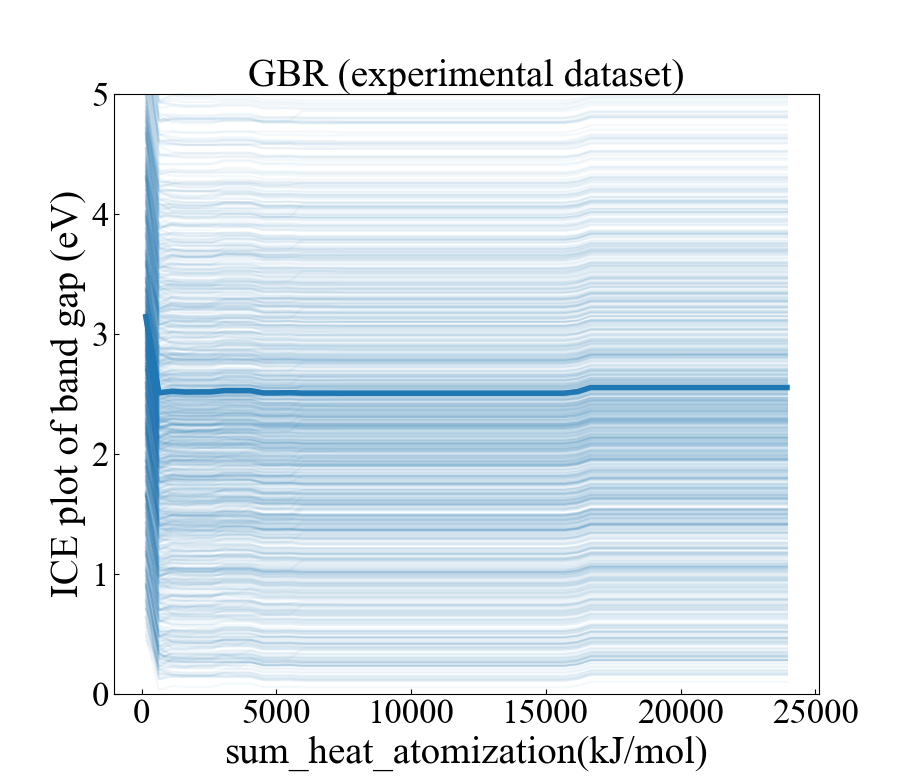 GBR (experimental dataset)
ICE plot of band gap (eV)
5
4
3
2
1
0
0 5000 10000 15000 20000 25000
sum_heat_atomization(kJ/mol)